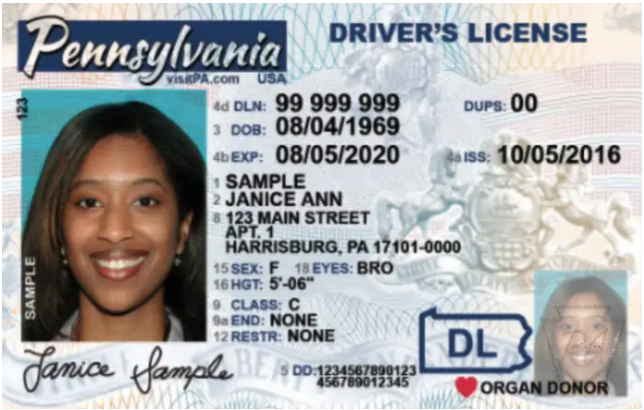 Pennsylvania
visitPA.com USA
DRIVER'S LICENSE
123
4d DLN: 99 999 999
DUPS: 00
3 DOB: 08/04/1969
4b EXP: 08/05/2020
4a ISS: 10/05/2016
1 SAMPLE
2 JANICE ANN
8 123 MAIN STREET
APT. 1
HARRISBURG, PA 17101-0000
15 SEX: F 18 EYES: BRO
16 HGT: 5'-06"
9 CLASS: C
9a END: NONE
12 RESTR: NONE
SAMPLE
Janice Sample
5 DD: 1234567890123
456789012345
DL
ORGAN DONOR